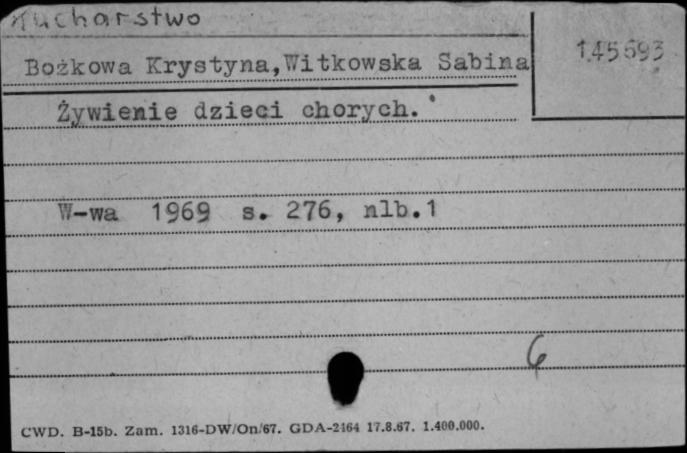 Kucharstwo
145693
Bożkowa Krystyna,Witkowska Sabina
Żywienie dzieci chorych.
W-wa 1969 s. 276, nlb.1
6
CWD. B-15b. Zam. 1316-DW/On/67. GDA-2464 17.8.67. 1.400.000.